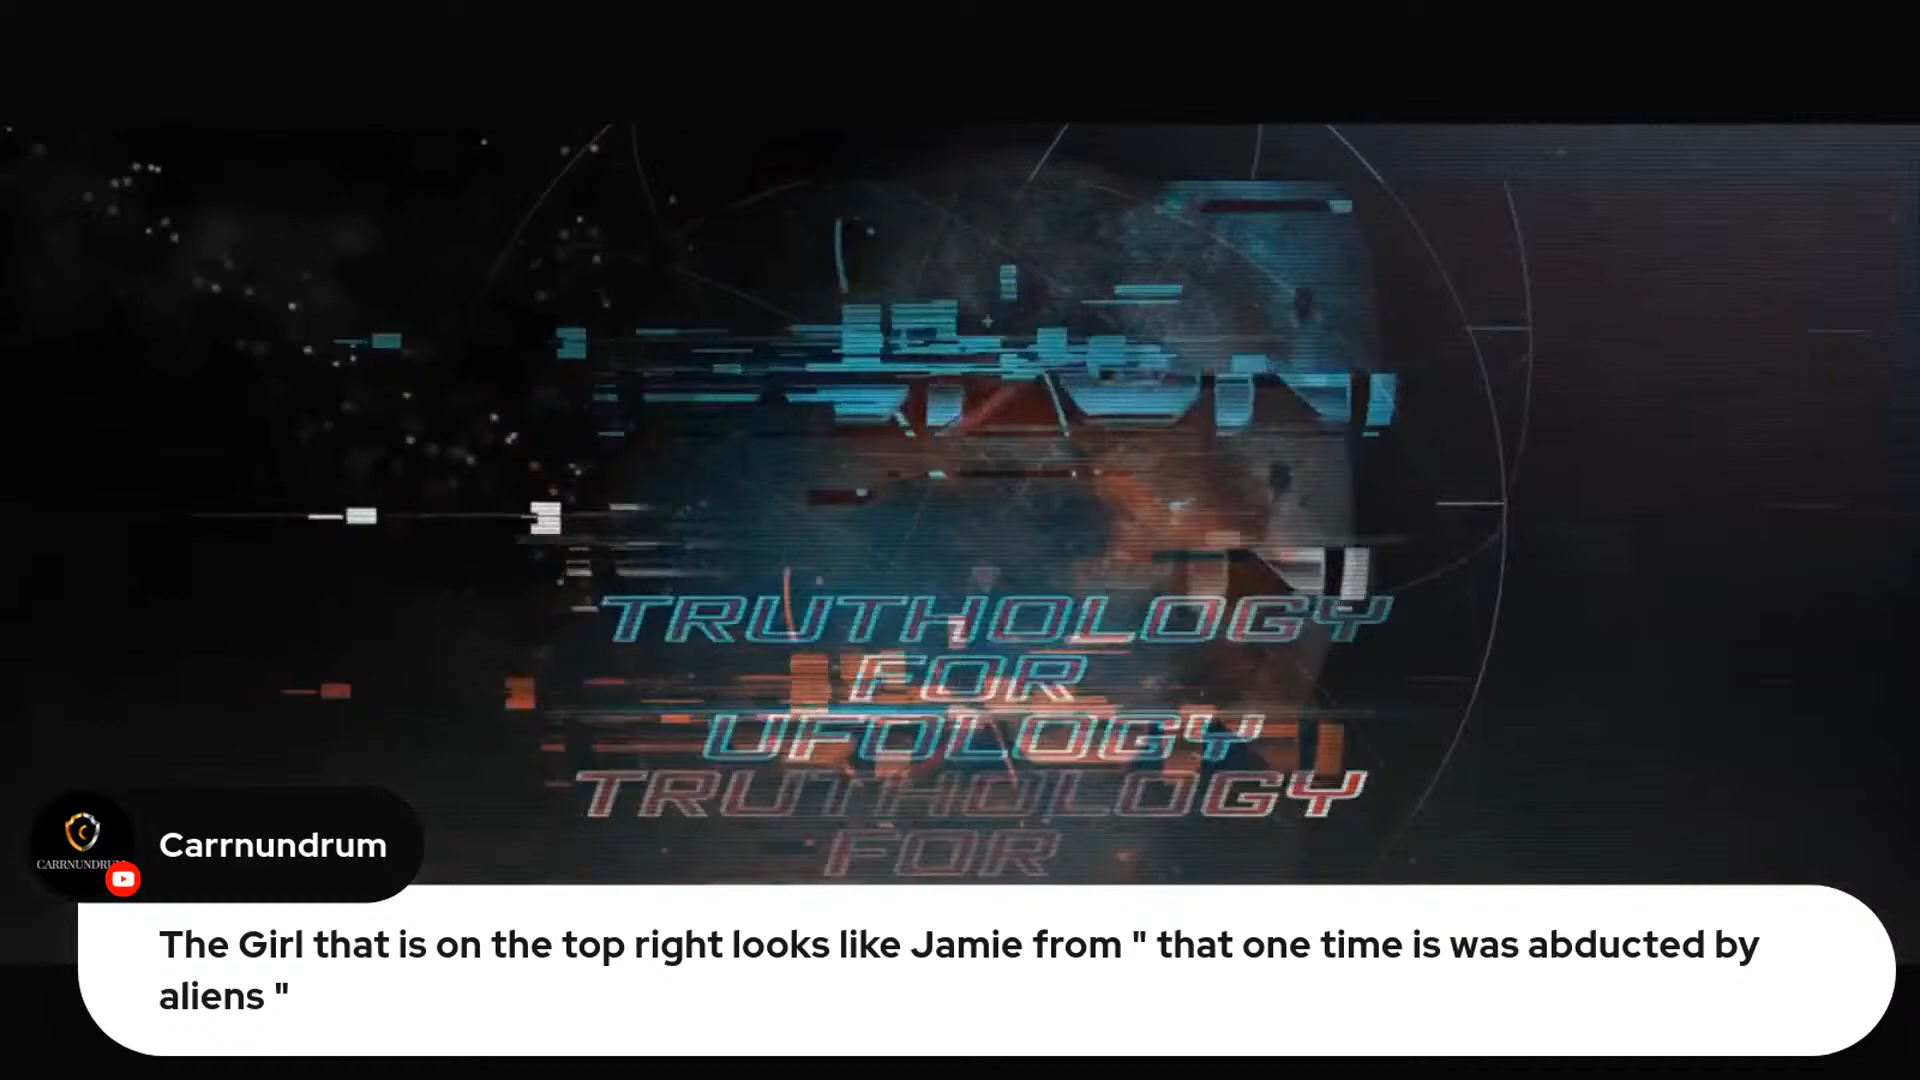 TRUTHOLOGY
FOR
UFOLOGY
TRUTHOLOGY
FOR
Carrnundrum
The Girl that is on the top right looks like Jamie from " that one time is was abducted by
aliens "